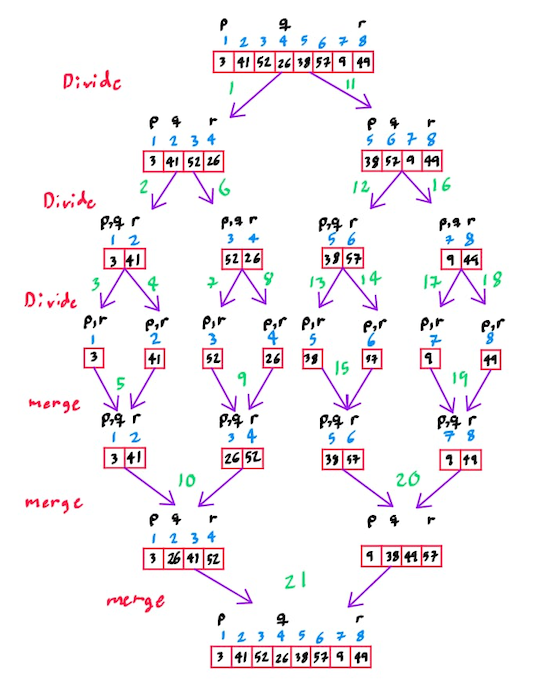 p q r
1 2 3 4 5 6 7 8
3 41 52 26 38 57 9 49
Divide 1 11
p q r p q r
1 2 3 4 5 6 7 8
3 41 52 26 38 57 9 49
Divide 2 6 12 16
p,q r p,q r p,q r p,q r
1 2 3 4 5 6 7 8
3 41 52 26 38 57 9 49
Divide 3 4 7 8 13 14 17 18
p,r p,r p,r p,r p,r p,r p,r p,r
1 2 3 4 5 6 7 8
3 41 52 26 38 57 9 49
merge 5 9 15 19
p,q r p,q r p,q r p,q r
1 2 3 4 5 6 7 8
3 41 26 52 38 57 9 49
merge 10 20
p q r p q r
1 2 3 4
3 26 41 52 9 38 49 57
merge 21
p q r
1 2 3 4 5 6 7 8
3 41 52 26 38 57 9 49